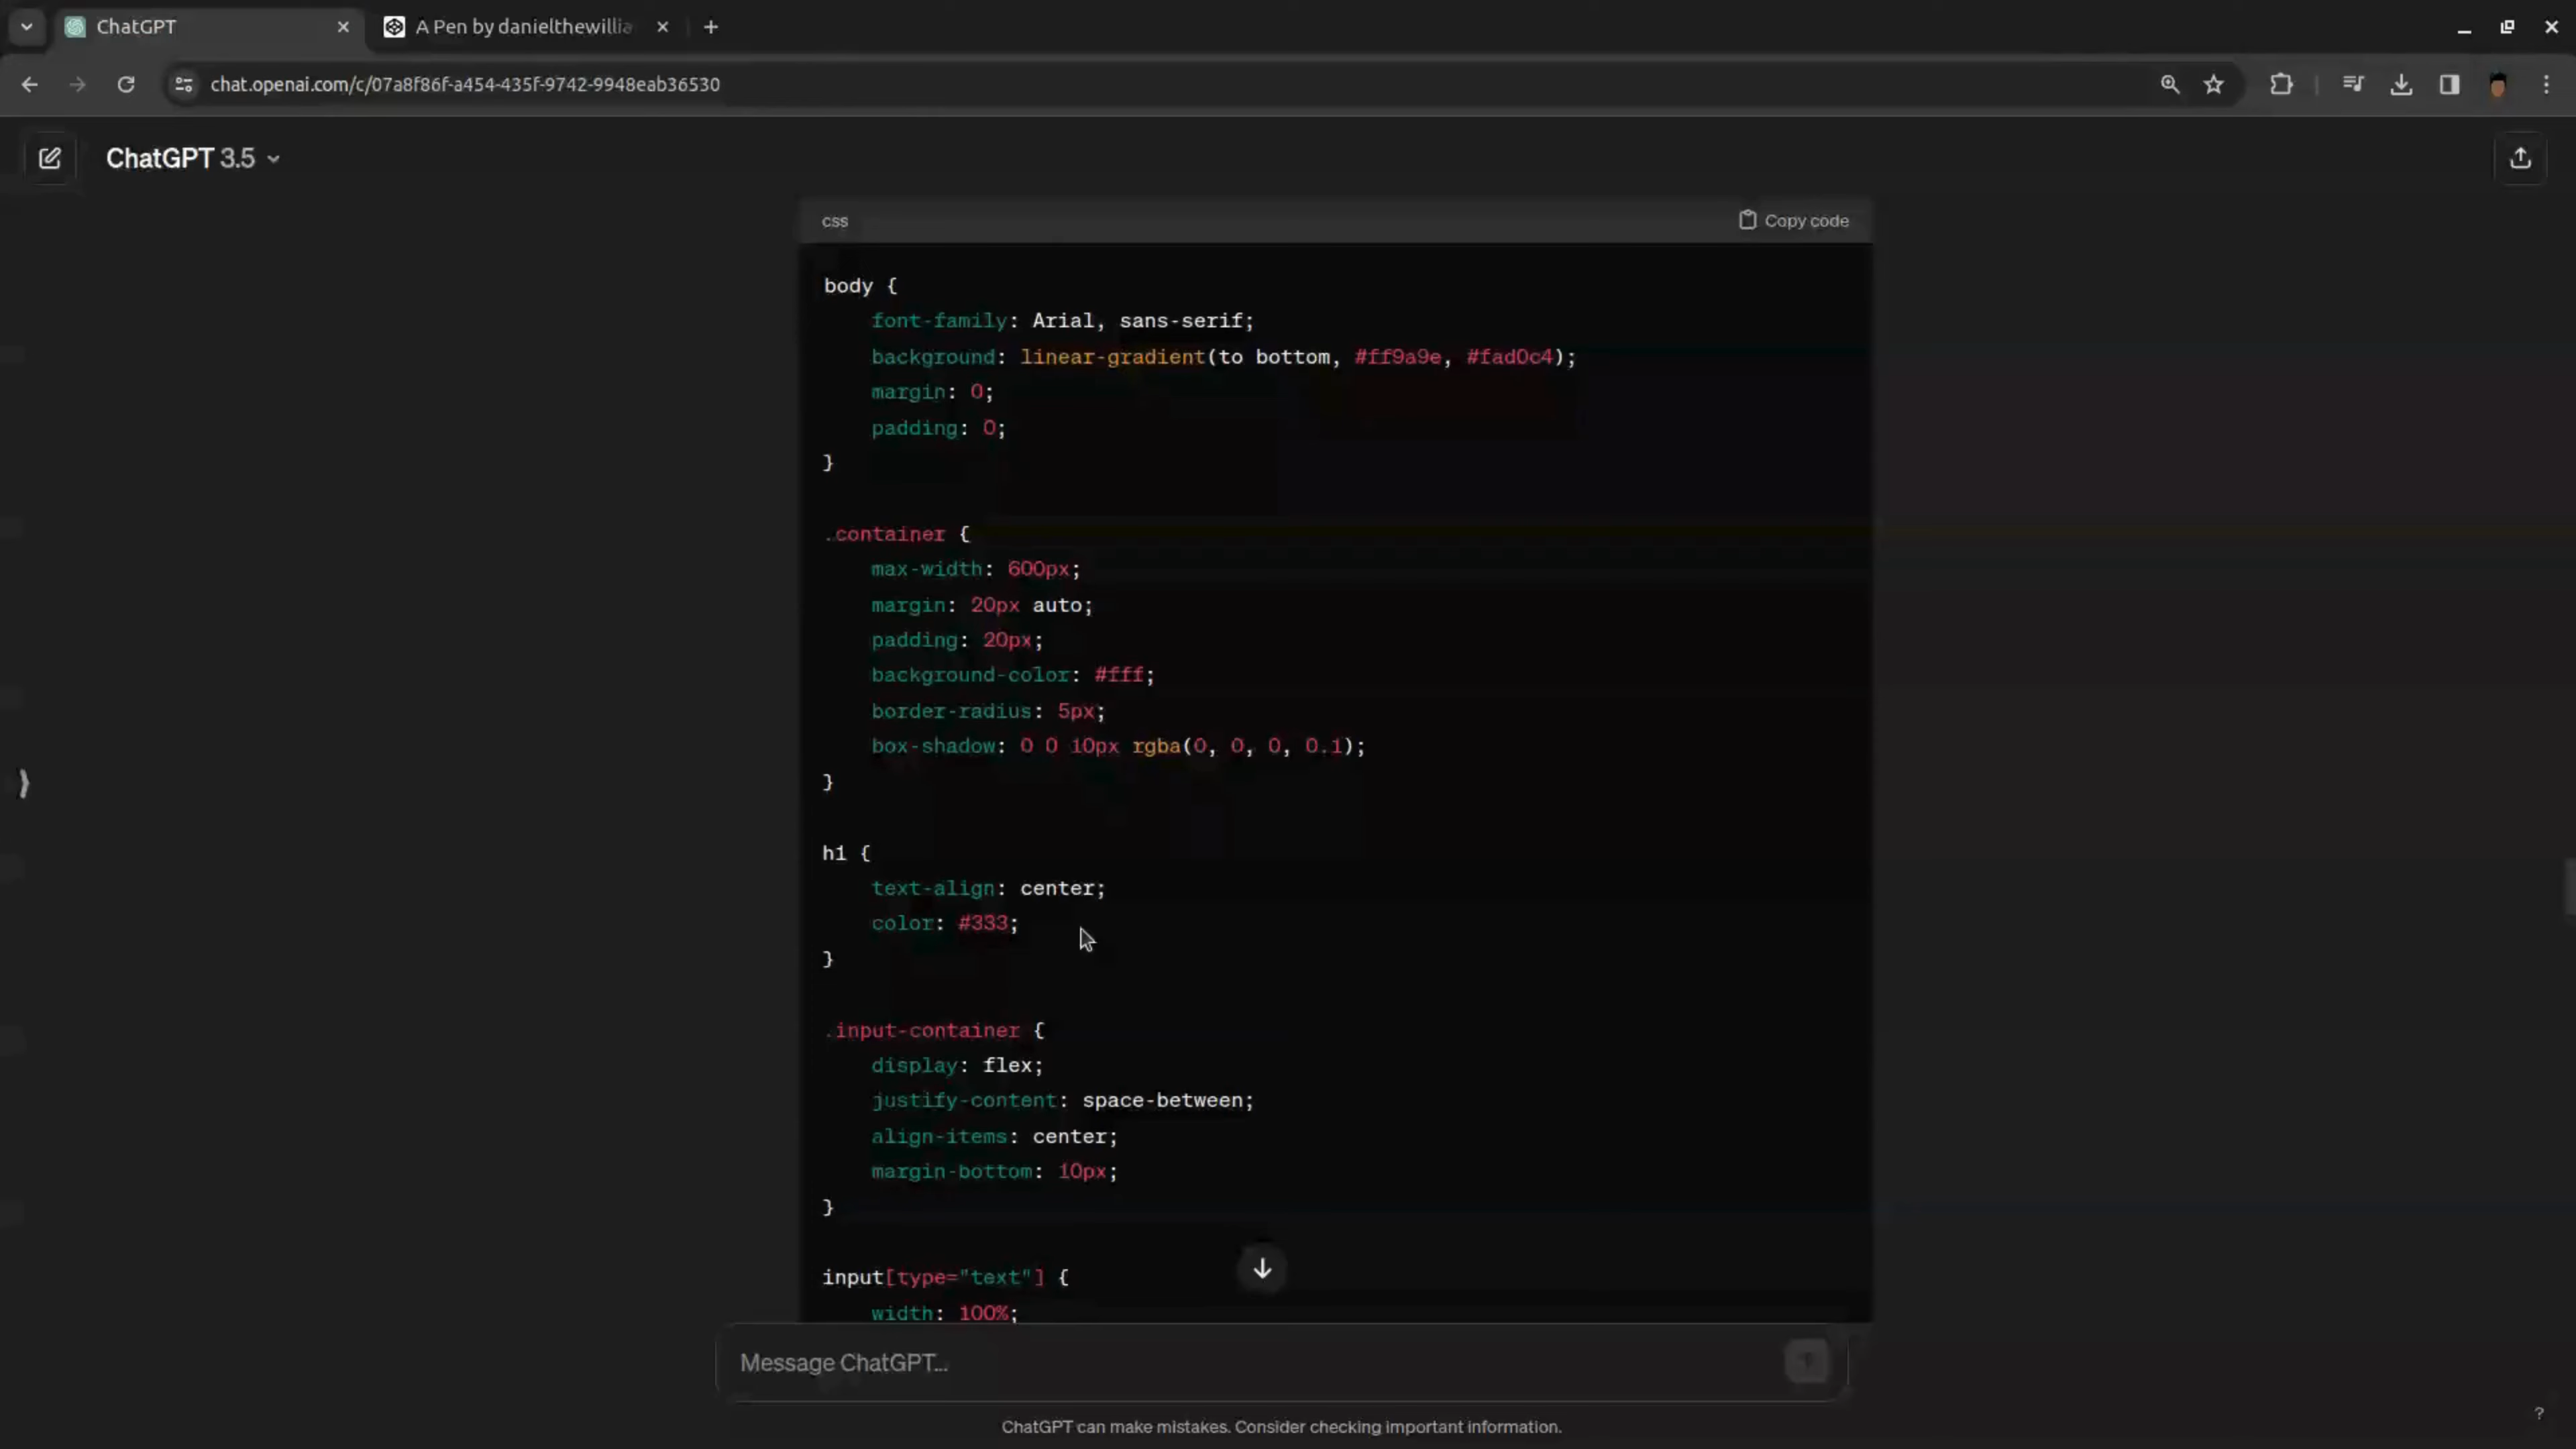 ChatGPT
A Pen by danielthewillia
chat.openai.com/c/07a8f86f-a454-435f-9742-9948eab36530
ChatGPT 3.5
css
Copy code
body {
    font-family: Arial, sans-serif;
    background: linear-gradient(to bottom, #ff9a9e, #fad0c4);
    margin: 0;
    padding: 0;
}
.container {
    max-width: 600px;
    margin: 20px auto;
    padding: 20px;
    background-color: #fff;
    border-radius: 5px;
    box-shadow: 0 0 10px rgba(0, 0, 0, 0.1);
}
h1 {
    text-align: center;
    color: #333;
}
.input-container {
    display: flex;
    justify-content: space-between;
    align-items: center;
    margin-bottom: 10px;
}
input[type="text"] {
    width: 100%;
Message ChatGPT...
ChatGPT can make mistakes. Consider checking important information.
?